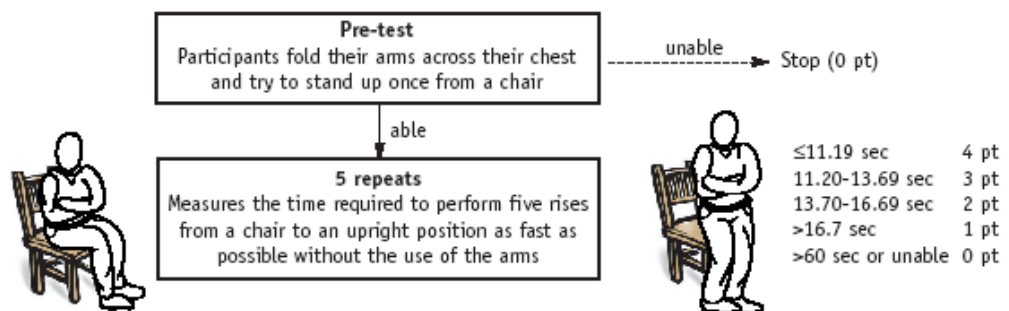 Pre-test
Participants fold their arms across their chest
and try to stand up once from a chair
unable
Stop (0 pt)
able
5 repeats
Measures the time required to perform five rises
from a chair to an upright position as fast as
possible without the use of the arms
≤11.19 sec 4 pt
11.20-13.69 sec 3 pt
13.70-16.69 sec 2 pt
>16.7 sec 1 pt
>60 sec or unable 0 pt